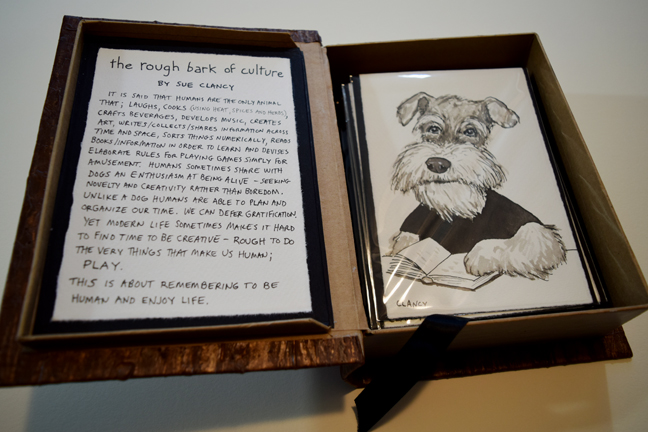 the rough bark of culture
BY SUE CLANCY
IT IS SAID THAT HUMANS ARE THE ONLY ANIMAL
THAT; LAUGHS, COOKS (USING HEAT, SPICES AND HERBS),
CRAFTS BEVERAGES, DEVELOPS MUSIC, CREATES
ART, WRITES/COLLECTS/SHARES INFORMATION ACROSS
TIME AND SPACE, SORTS THINGS NUMERICALLY, READS
BOOKS/INFORMATION IN ORDER TO LEARN AND DEVISES
ELABORATE RULES FOR PLAYING GAMES SIMPLY FOR
AMUSEMENT. HUMANS SOMETIMES SHARE WITH
DOGS AN ENTHUSIASM AT BEING ALIVE - SEEKING
NOVELTY AND CREATIVITY RATHER THAN BOREDOM.
UNLIKE A DOG HUMANS ARE ABLE TO PLAN AND
ORGANIZE OUR TIME. WE CAN DEFER GRATIFICATION.
YET MODERN LIFE SOMETIMES MAKES IT HARD
TO FIND TIME TO BE CREATIVE - ROUGH TO DO
THE VERY THINGS THAT MAKE US HUMAN;
PLAY.
THIS IS ABOUT REMEMBERING TO BE
HUMAN AND ENJOY LIFE.
CLANCY